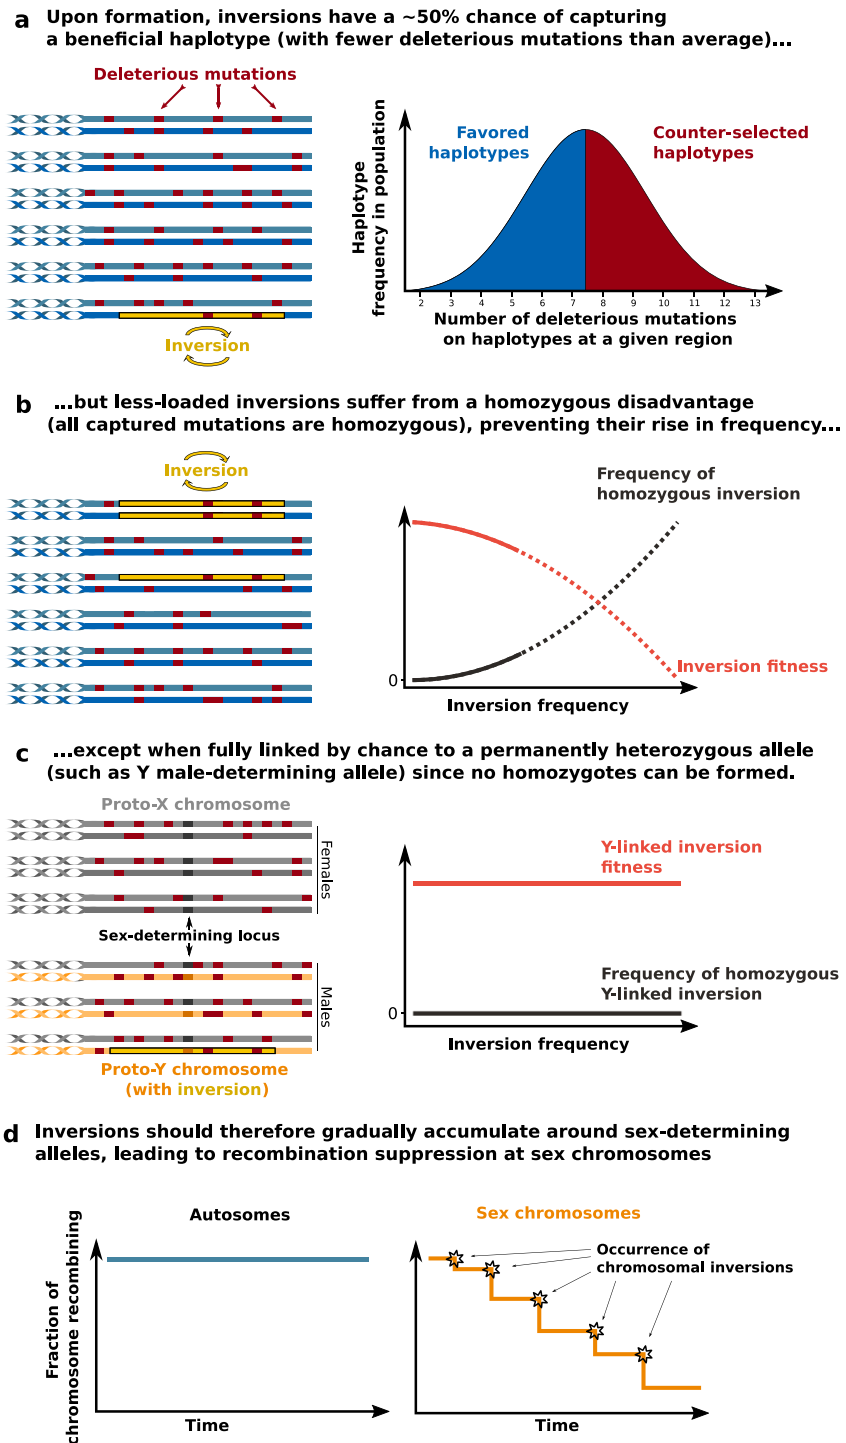 a Upon formation, inversions have a ~50% chance of capturing
a beneficial haplotype (with fewer deleterious mutations than average)...
Deleterious mutations
Inversion
Favored
haplotypes
Counter-selected
haplotypes
Haplotype
frequency in population
2 3 4 5 6 7 8 9 10 11 12 13
Number of deleterious mutations
on haplotypes at a given region
b ...but less-loaded inversions suffer from a homozygous disadvantage
(all captured mutations are homozygous), preventing their rise in frequency...
Inversion
Frequency of
homozygous inversion
0
Inversion fitness
Inversion frequency
c ...except when fully linked by chance to a permanently heterozygous allele
(such as Y male-determining allele) since no homozygotes can be formed.
Proto-X chromosome
Females
Sex-determining locus
Males
Proto-Y chromosome
(with inversion)
Y-linked inversion
fitness
Frequency of homozygous
Y-linked inversion
0
Inversion frequency
d Inversions should therefore gradually accumulate around sex-determining
alleles, leading to recombination suppression at sex chromosomes
Autosomes
Fraction of
chromosome recombining
Time
Sex chromosomes
Occurrence of
chromosomal inversions
Time